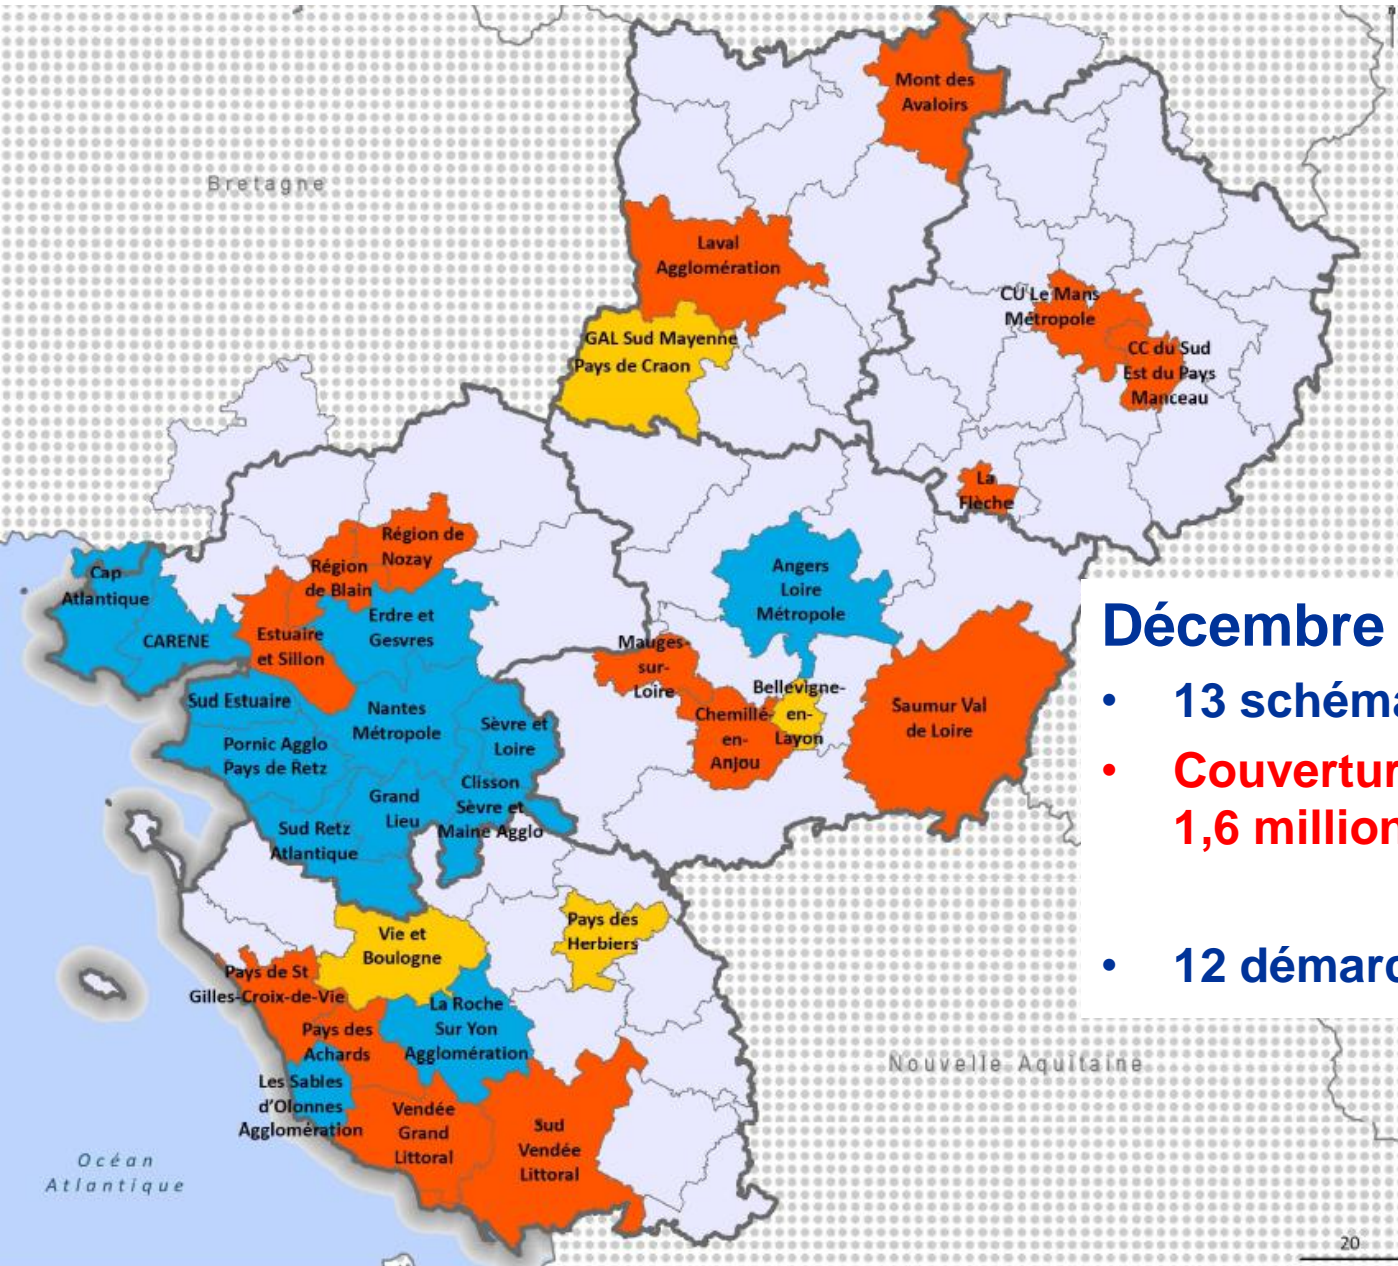 Mont des
Avaloirs
Bretagne
Laval
Agglomération
CU Le Mans
Métropole
GAL Sud Mayenne
Pays de Craon
CC du Sud
Est du Pays
Manceau
La
Flèche
Région de
Nozay
Région
de Blain
Cap
Atlantique
CARENE
Estuaire
et Sillon
Erdre et
Gesvres
Angers
Loire
Métropole
Mauges-
sur-
Loire
Bellevigne-
en-
Layon
Chemillé-
en-
Anjou
Saumur Val
de Loire
Sud Estuaire
Nantes
Métropole
Sèvre et
Loire
Pornic Agglo
Pays de Retz
Clisson
Sèvre et
Maine Agglo
Grand
Lieu
Sud Retz
Atlantique
Décembre
• 13 schéma
• Couvertur
1,6 million
• 12 démar
Vie et
Boulogne
Pays des
Herbiers
Pays de St
Gilles-Croix-de-Vie
La Roche
Sur Yon
Agglomération
Pays des
Achards
Les Sables
d'Olonnes
Agglomération
Vendée
Grand
Littoral
Sud
Vendée
Littoral
Nouvelle Aquitaine
Océan
Atlantique
20